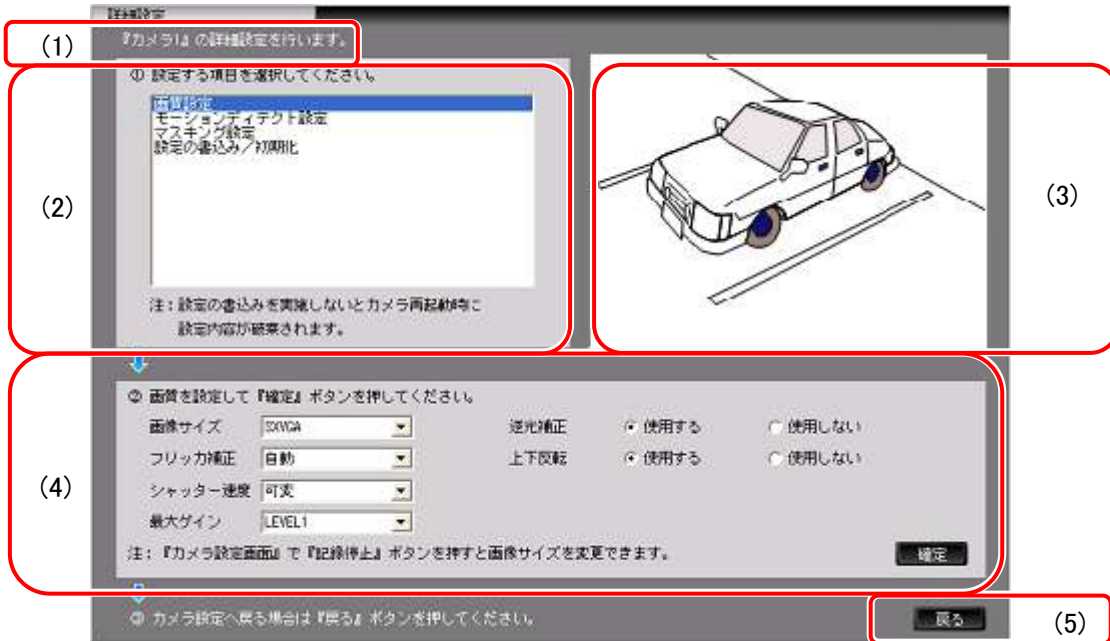 詳細設定
(1)
『カメラ1』の詳細設定を行います。
(2)
① 設定する項目を選択してください。
画質設定
モーションディテクト設定
マスキング設定
設定の書込み／初期化
注：設定の書込みを実施しないとカメラ再起動時に
設定内容が破棄されます。
(3)
(4)
② 画質を設定して『確定』ボタンを押してください。
画像サイズ SXVGA 逆光補正 使用する 使用しない
フリッカ補正 自動 上下反転 使用する 使用しない
シャッター速度 可変
最大ゲイン LEVEL1
注：『カメラ設定画面』で『記録停止』ボタンを押すと画像サイズを変更できます。
確定
③ カメラ設定へ戻る場合は『戻る』ボタンを押してください。
戻る
(5)